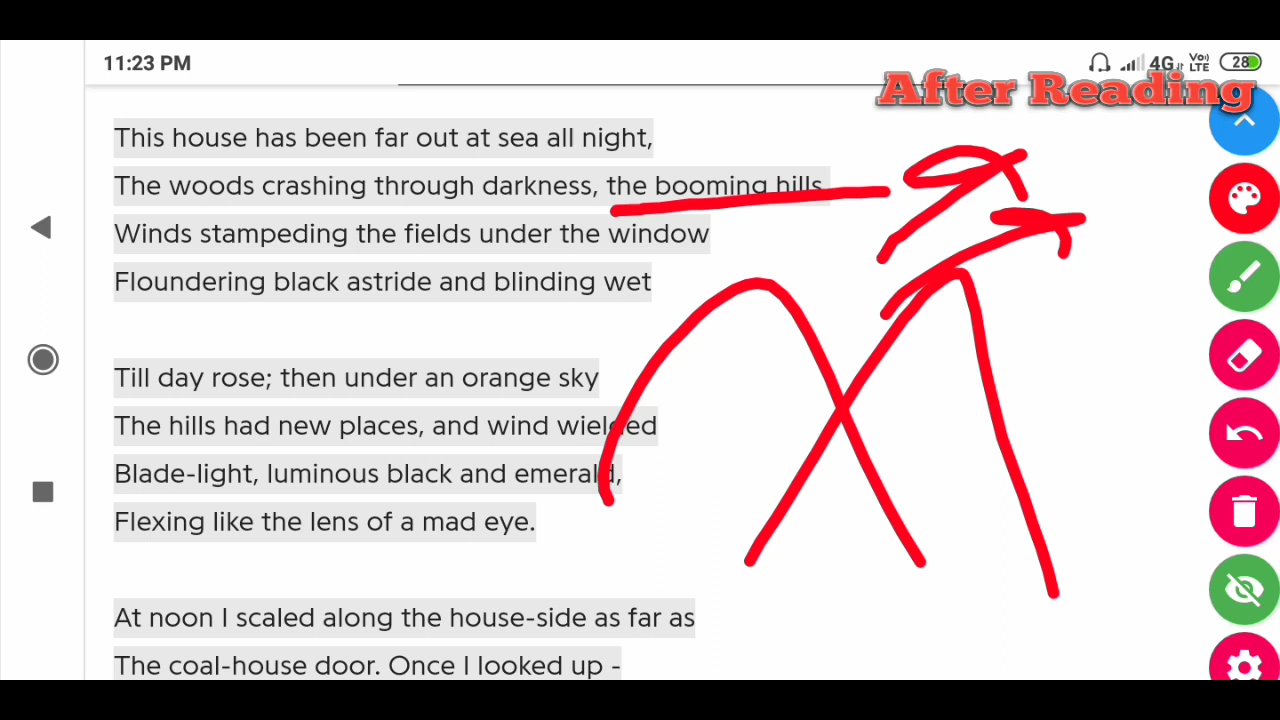 11:23 PM
4G
Vo)
LTE
28
After Reading
This house has been far out at sea all night,
The woods crashing through darkness, the booming hills,
Winds stampeding the fields under the window
Floundering black astride and blinding wet
Till day rose; then under an orange sky
The hills had new places, and wind wielded
Blade-light, luminous black and emerald,
Flexing like the lens of a mad eye.
At noon I scaled along the house-side as far as
The coal-house door. Once I looked up -